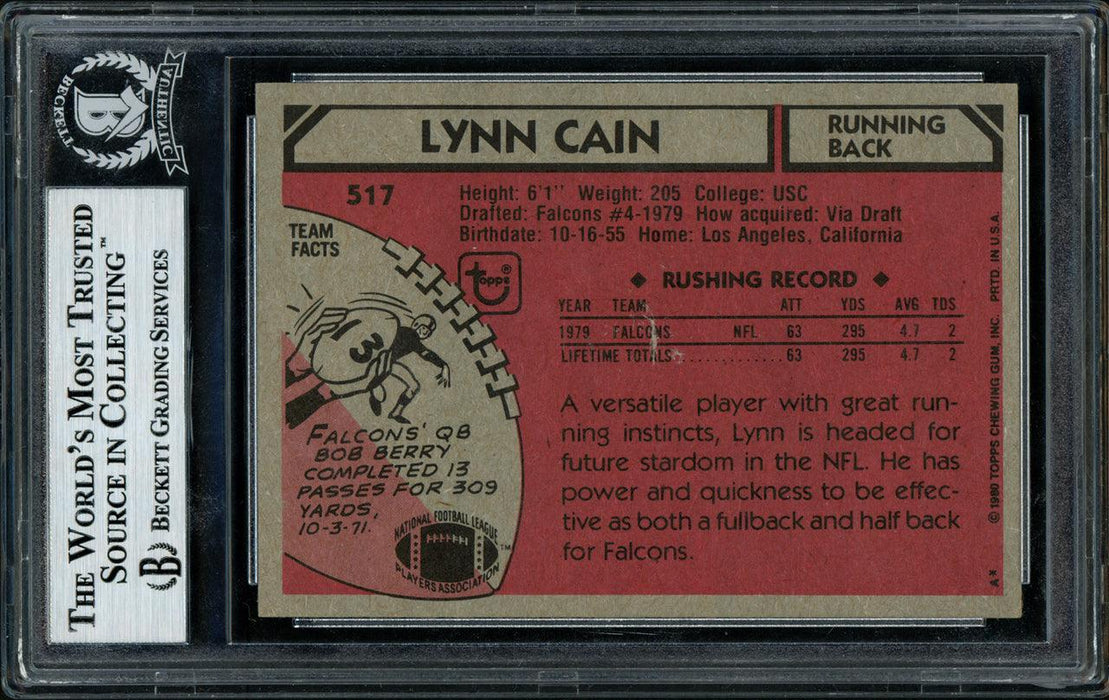 BECKETT
AUTHENTIC
B
THE WORLD'S MOST TRUSTED
SOURCE IN COLLECTING™
B BECKETT GRADING SERVICES
LYNN CAIN
RUNNING
BACK
517
Height: 6'1" Weight: 205 College: USC
Drafted: Falcons #4-1979 How acquired: Via Draft
Birthdate: 10-16-55 Home: Los Angeles, California
TEAM
FACTS
topps®
◆ RUSHING RECORD ◆
YEAR TEAM ATT YDS AVG TDS
1979 FALCONS NFL 63 295 4.7 2
LIFETIME TOTALS.............. 63 295 4.7 2
13
FALCONS' QB
BOB BERRY
COMPLETED 13
PASSES FOR 309
YARDS,
10-3-71.
NATIONAL FOOTBALL LEAGUE
PLAYERS ASSOCIATION™
A versatile player with great run-
ning instincts, Lynn is headed for
future stardom in the NFL. He has
power and quickness to be effec-
tive as both a fullback and half back
for Falcons.
A* © 1980 TOPPS CHEWING GUM, INC. PRTD. IN U.S.A.